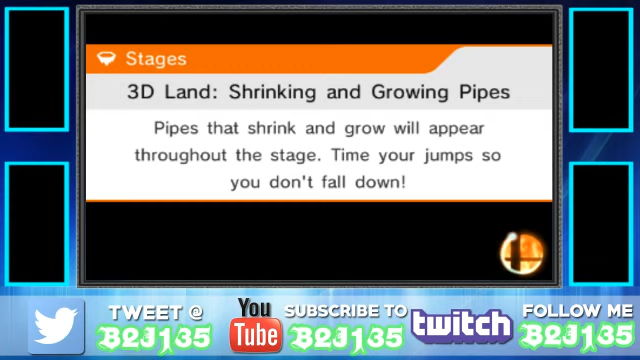 Stages
3D Land: Shrinking and Growing Pipes
Pipes that shrink and grow will appear
throughout the stage. Time your jumps so
you don't fall down!
TWEET @
B2J135
You
Tube
SUBSCRIBE TO
B2J135
twitch
FOLLOW ME
B2J135